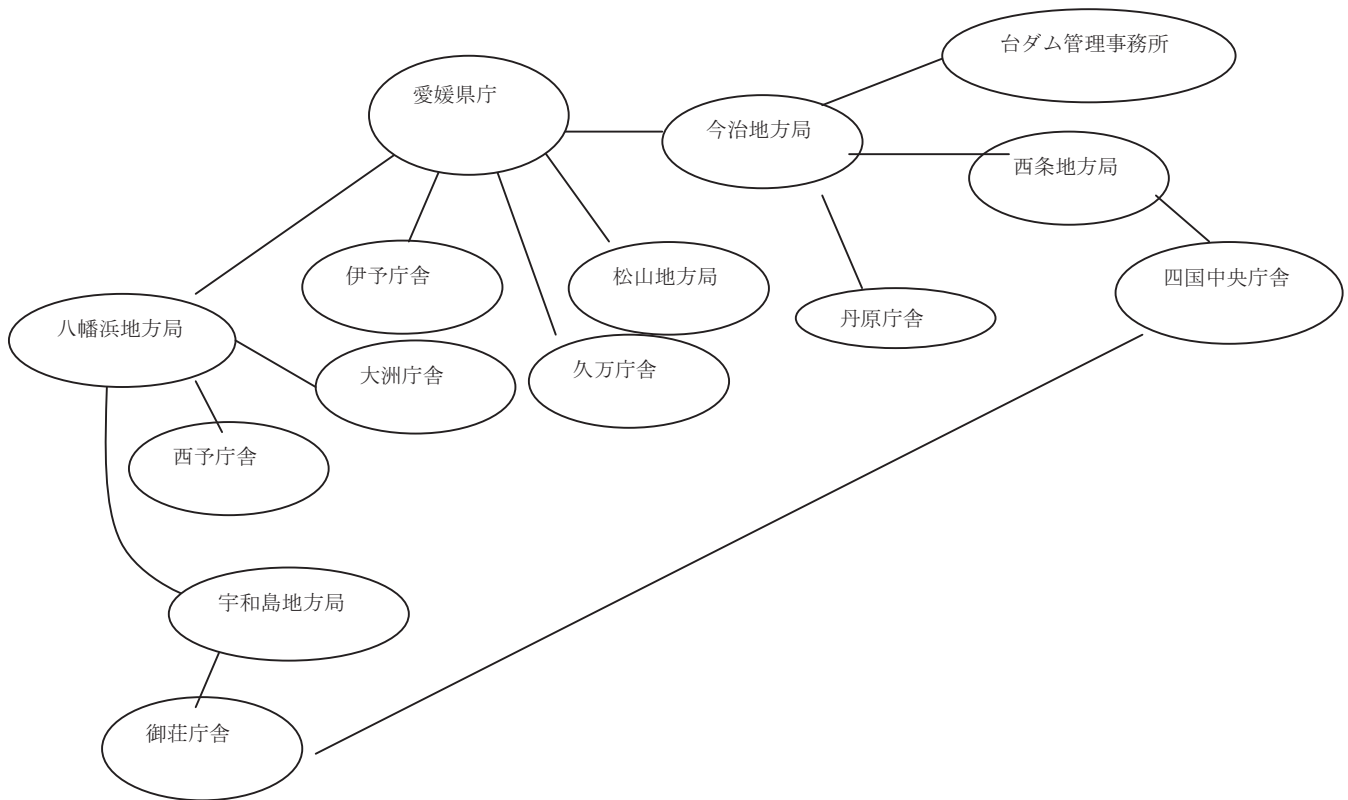 台ダム管理事務所
愛媛県庁
今治地方局
西条地方局
伊予庁舎
松山地方局
四国中央庁舎
八幡浜地方局
丹原庁舎
大洲庁舎
久万庁舎
西予庁舎
宇和島地方局
御荘庁舎